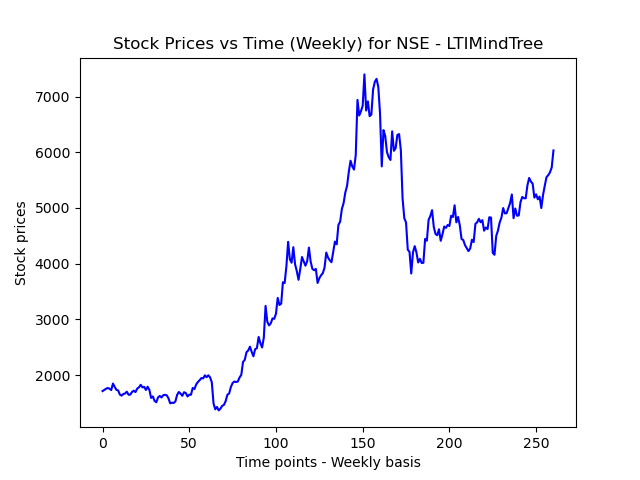 Stock Prices vs Time (Weekly) for NSE - LTIMindTree
7000
6000
5000
4000
3000
2000
Stock prices
0 50 100 150 200 250
Time points - Weekly basis